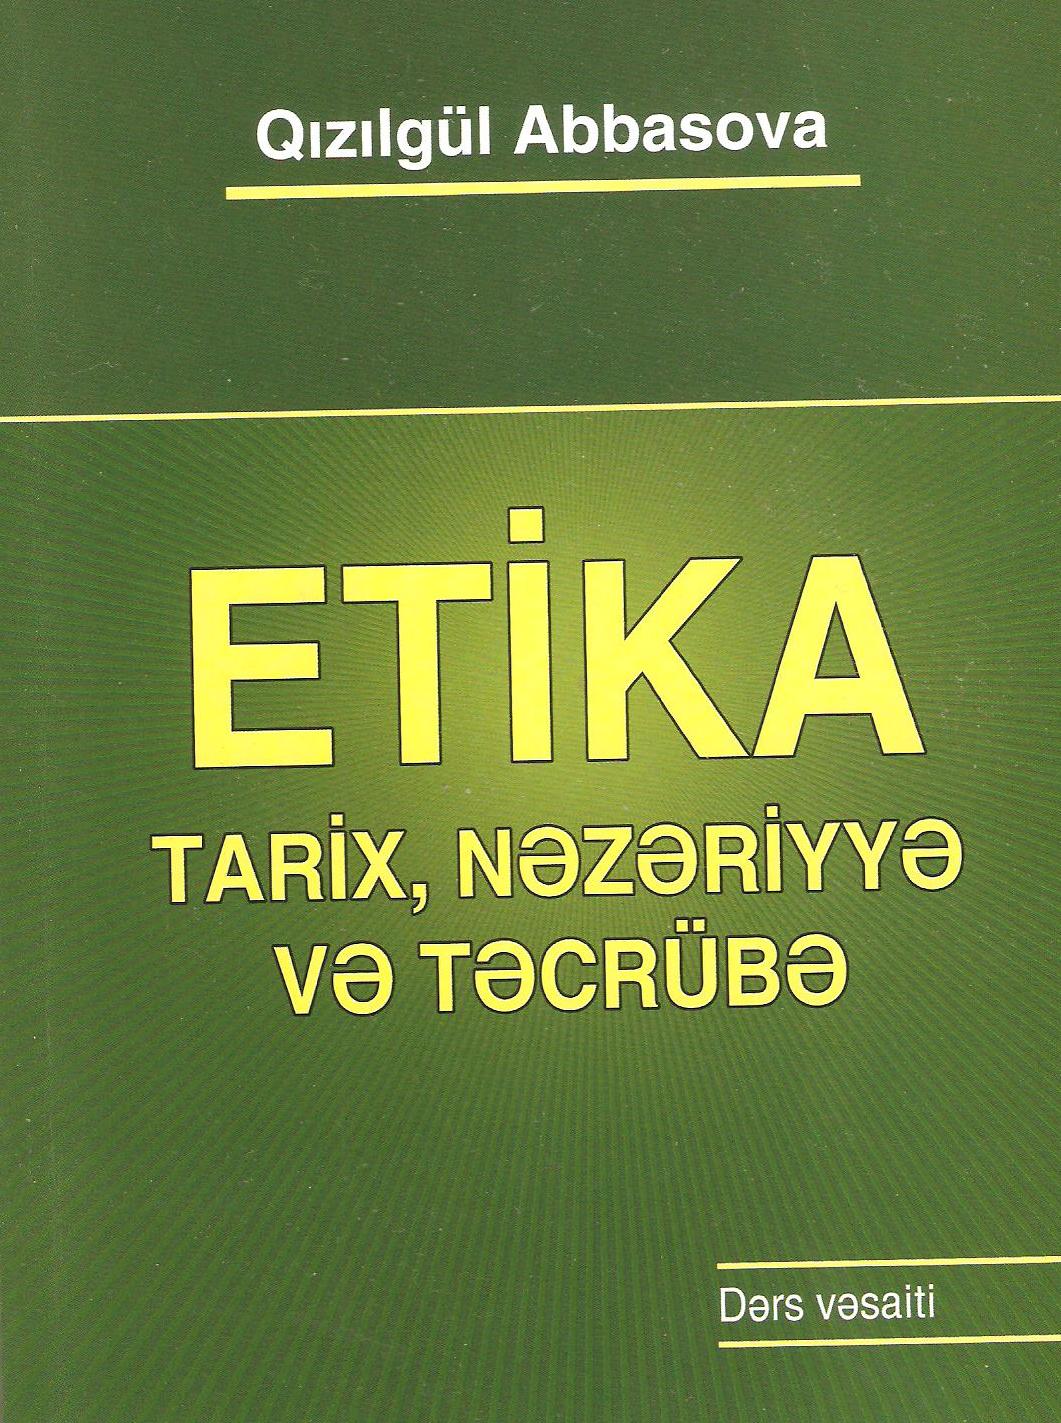 Qızılgül Abbasova
ETİKA
TARİX, NƏZƏRİYYƏ
VƏ TƏCRÜBƏ
Dərs vəsaiti